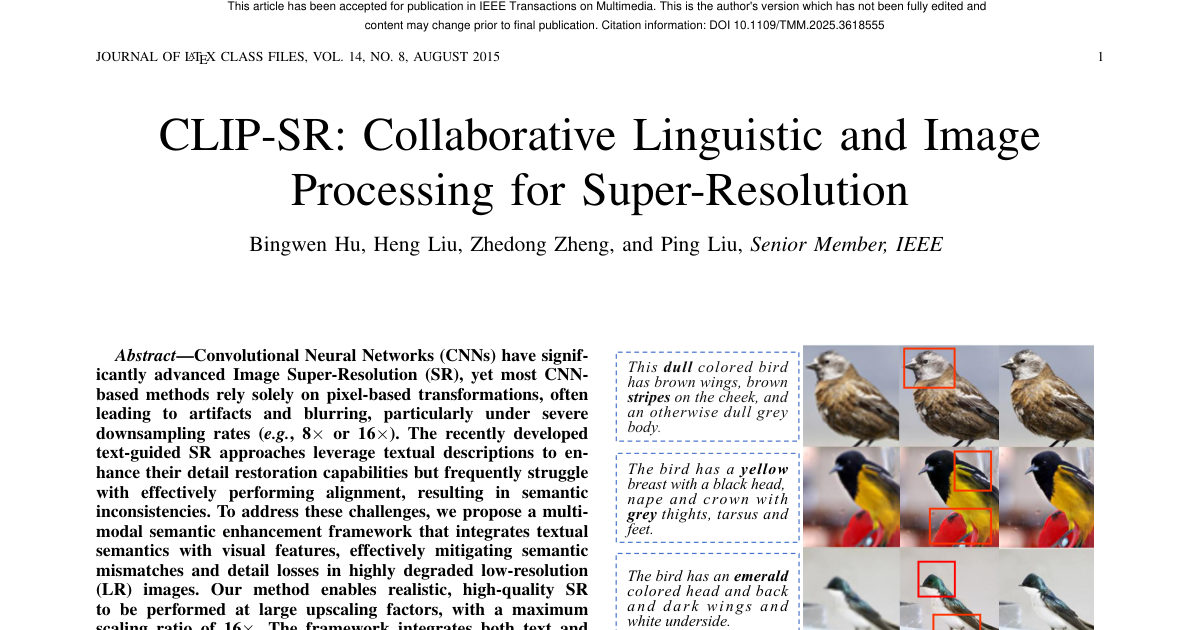 This article has been accepted for publication in IEEE Transactions on Multimedia. This is the author's version which has not been fully edited and
content may change prior to final publication. Citation information: DOI 10.1109/TMM.2025.3618555
JOURNAL OF LATEX CLASS FILES, VOL. 14, NO. 8, AUGUST 2015
1
CLIP-SR: Collaborative Linguistic and Image
Processing for Super-Resolution
Bingwen Hu, Heng Liu, Zhedong Zheng, and Ping Liu, Senior Member, IEEE
Abstract—Convolutional Neural Networks (CNNs) have signif-
icantly advanced Image Super-Resolution (SR), yet most CNN-
based methods rely solely on pixel-based transformations, often
leading to artifacts and blurring, particularly under severe
downsampling rates (e.g., 8× or 16×). The recently developed
text-guided SR approaches leverage textual descriptions to en-
hance their detail restoration capabilities but frequently struggle
with effectively performing alignment, resulting in semantic
inconsistencies. To address these challenges, we propose a multi-
modal semantic enhancement framework that integrates textual
semantics with visual features, effectively mitigating semantic
mismatches and detail losses in highly degraded low-resolution
(LR) images. Our method enables realistic, high-quality SR
to be performed at large upscaling factors, with a maximum
scaling ratio of 16×. The framework integrates both text and
This dull colored bird
has brown wings, brown
stripes on the cheek, and
an otherwise dull grey
body.
The bird has a yellow
breast with a black head,
nape and crown with
grey thights, tarsus and
feet.
The bird has an emerald
colored head and back
and dark wings and
white underside.